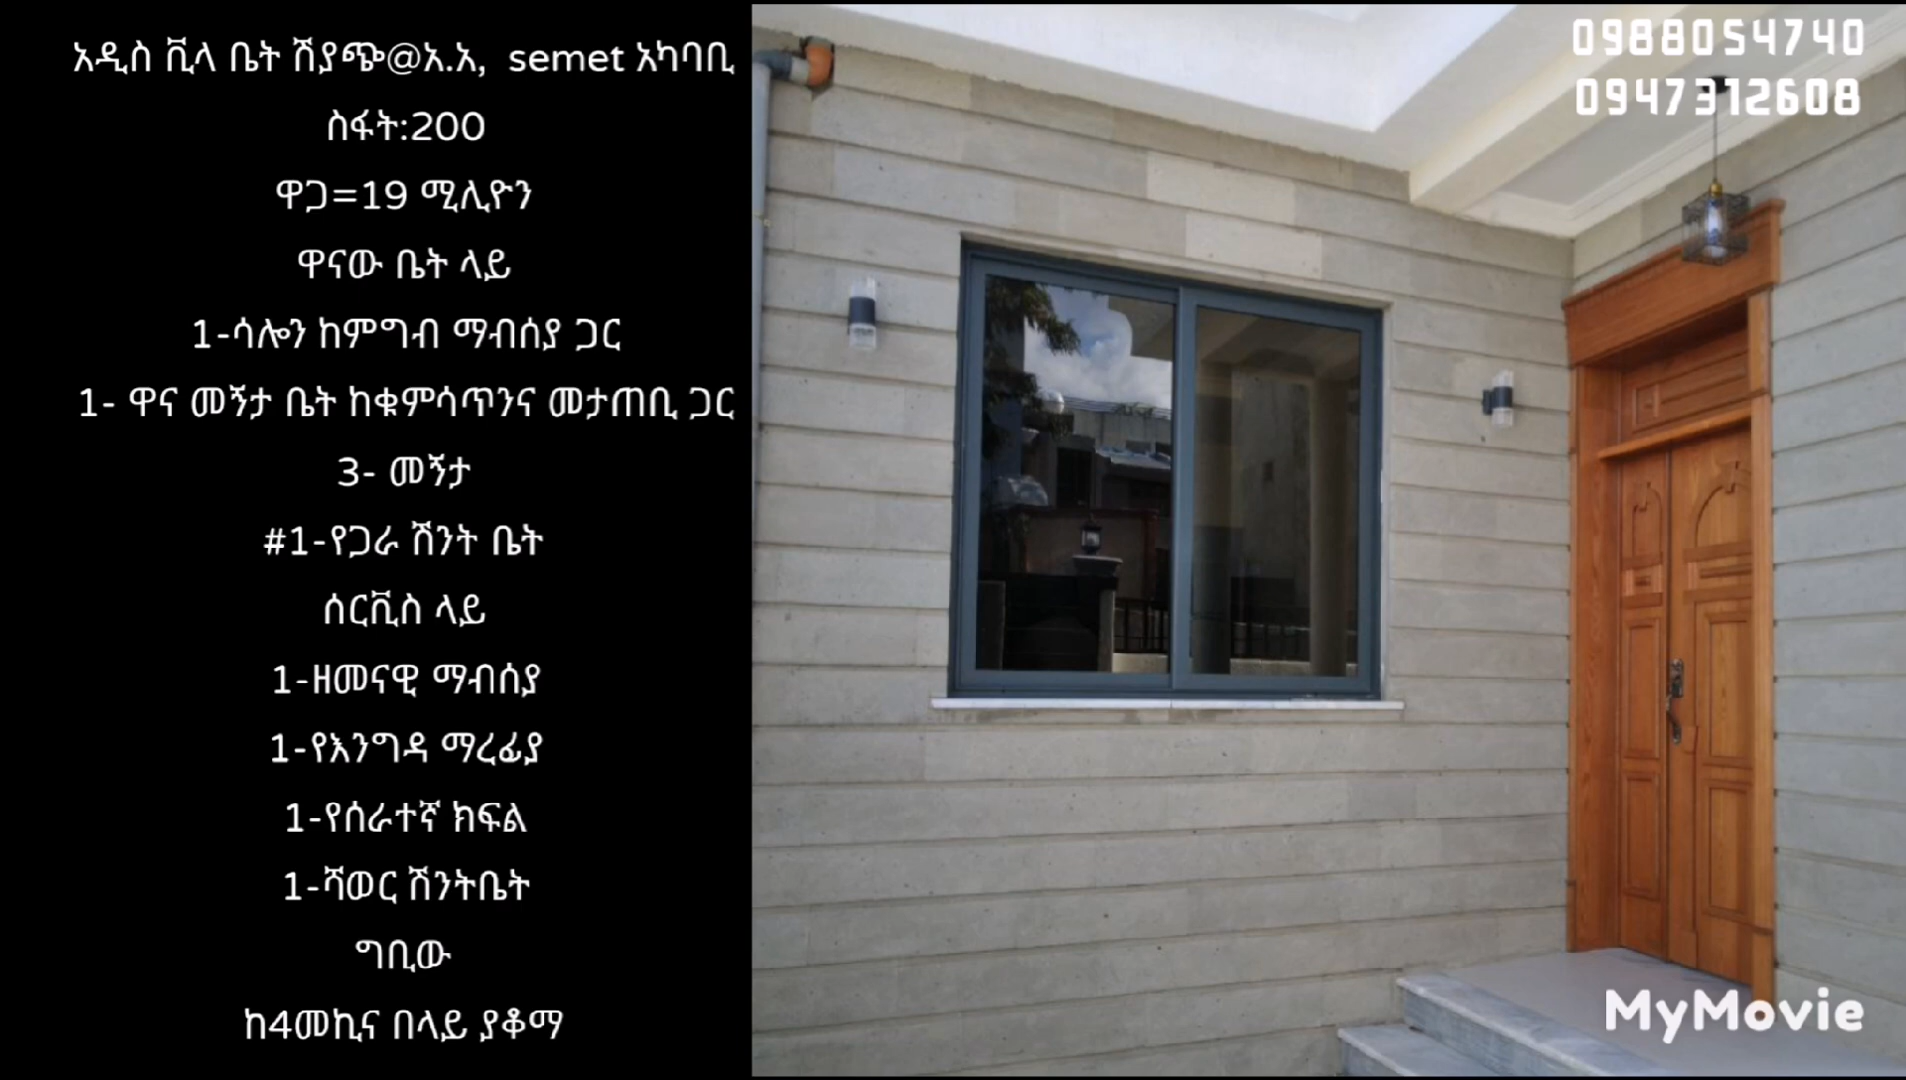 አዲስ ቪላ ቤት ሽያጭ@አ.አ, semet አካባቢ
ስፋት:200
ዋጋ=19 ሚሊዮን
ዋናው ቤት ላይ
1-ሳሎን ከምግብ ማብሰያ ጋር
1- ዋና መኝታ ቤት ከቁምሳጥንና መታጠቢ ጋር
3- መኝታ
#1-የጋራ ሽንት ቤት
ሰርቪስ ላይ
1-ዘመናዊ ማብሰያ
1-የእንግዳ ማረፊያ
1-የሰራተኛ ክፍል
1-ሻወር ሽንትቤት
ግቢው
ከ4መኪና በላይ ያቆማ
0988054740
0947312608
MyMovie